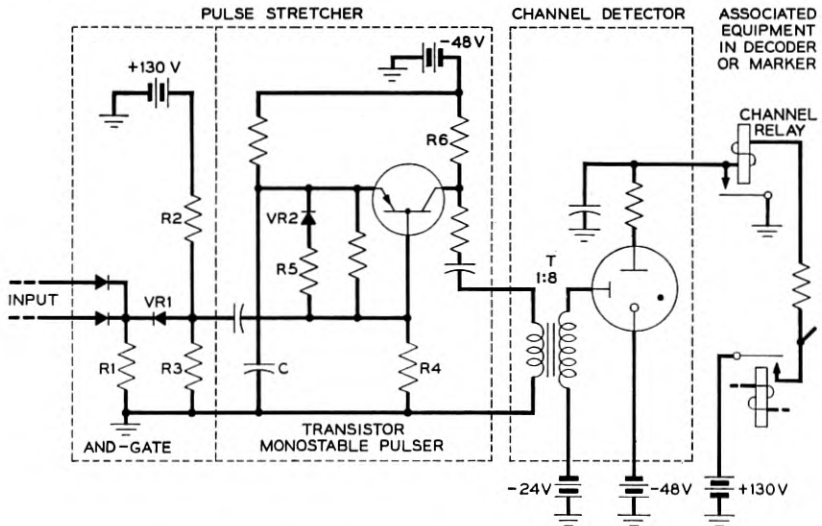 PULSE STRETCHER
CHANNEL DETECTOR
ASSOCIATED
EQUIPMENT
IN DECODER
OR MARKER
-48V
+130 V
CHANNEL
RELAY
R6
R2
VR2
R5
T
1:8
INPUT
VR1
R1
R3
C
R4
AND-GATE
TRANSISTOR
MONOSTABLE PULSER
-24V
-48V
+130V